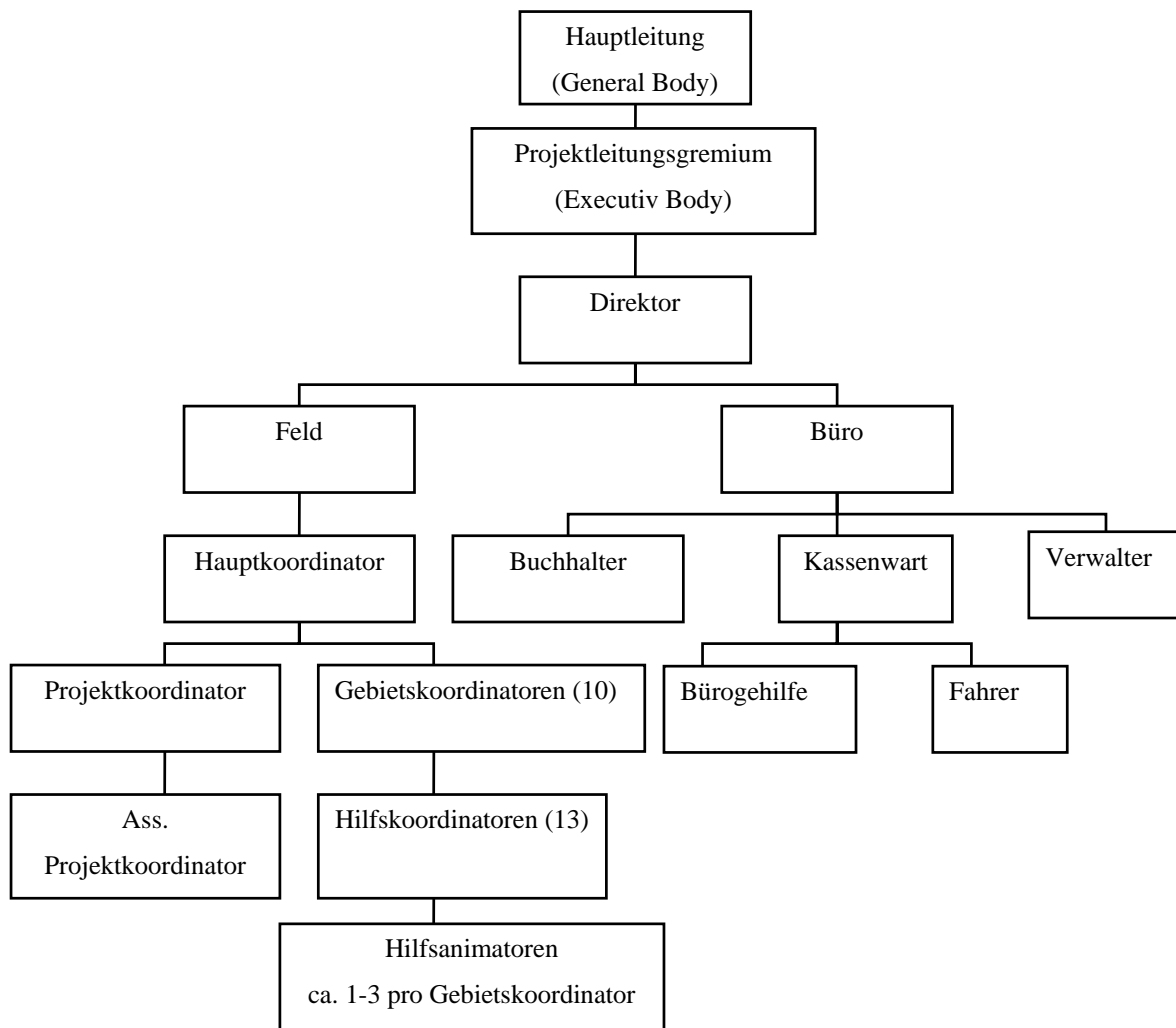 Hauptleitung
(General Body)
Projektleitungsgremium
(Executiv Body)
Direktor
Feld
Büro
Hauptkoordinator
Buchhalter
Kassenwart
Verwalter
Projektkoordinator
Gebietskoordinatoren (10)
Bürogehilfe
Fahrer
Ass.
Projektkoordinator
Hilfskoordinatoren (13)
Hilfsanimatoren
ca. 1-3 pro Gebietskoordinator